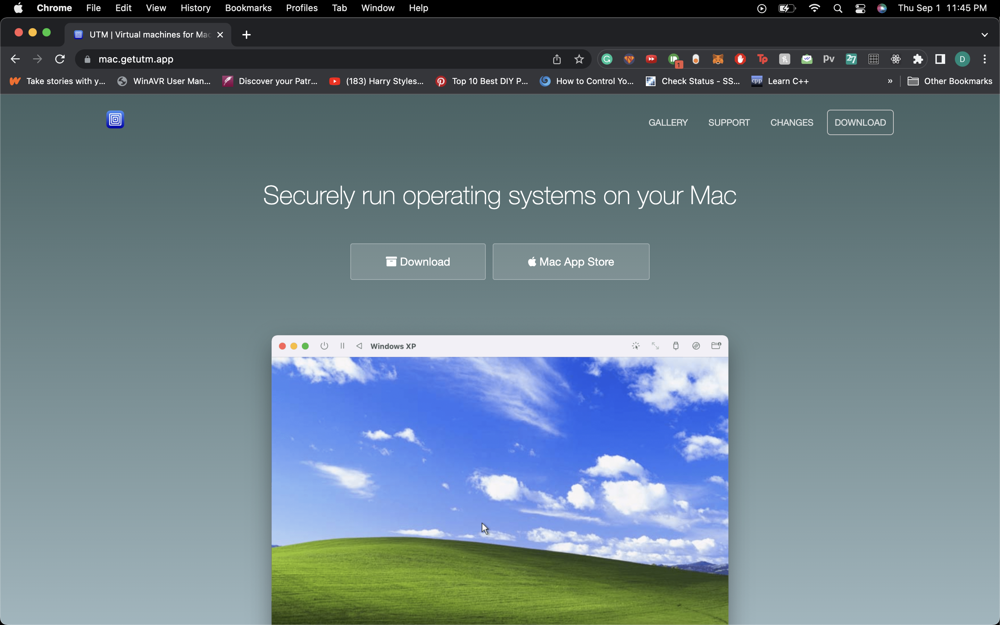 Chrome File Edit View History Bookmarks Profiles Tab Window Help Thu Sep 1 11:45 PM
UTM | Virtual machines for Mac
mac.getutm.app 1 Tp h pv 27 D
Take stories with y... WinAVR User Man... Discover your Patr... (183) Harry Styles... Top 10 Best DIY P... How to Control Yo... Check Status - SS... cpp Learn C++ » Other Bookmarks
GALLERY SUPPORT CHANGES DOWNLOAD
Securely run operating systems on your Mac
Download Mac App Store
Windows XP